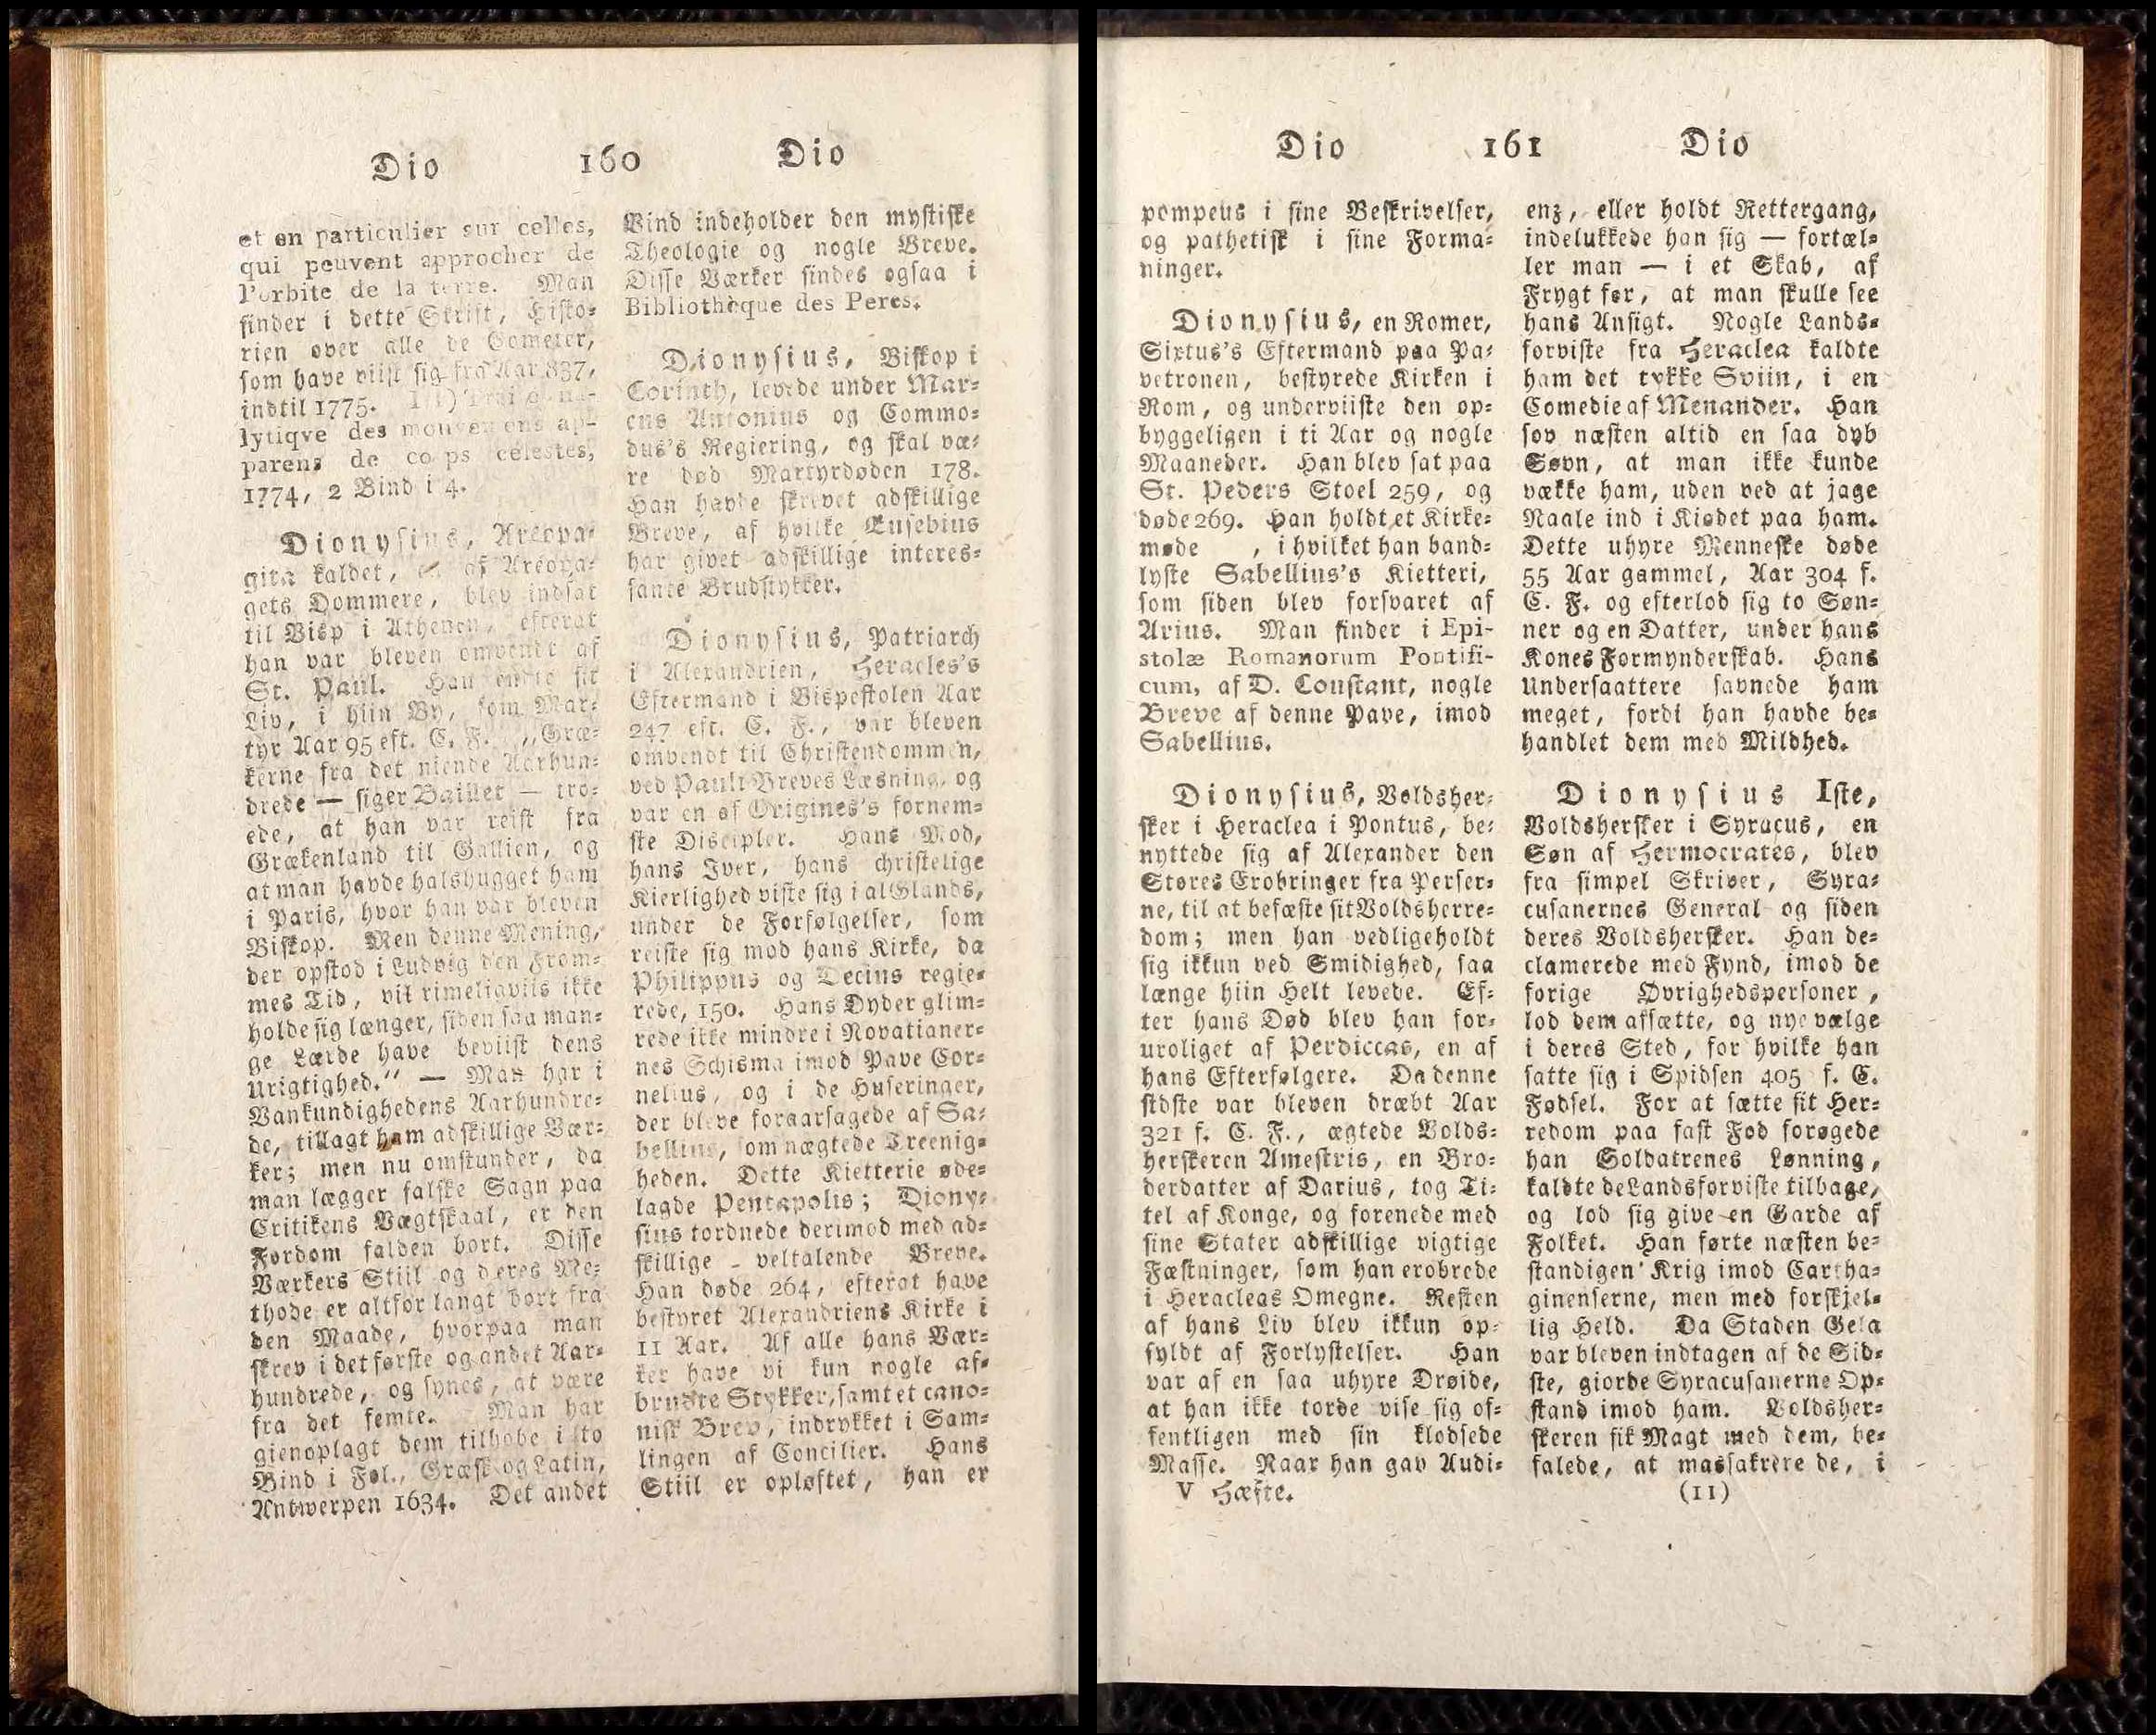 Dio 160 Dio
et en particulier sur celles,
qui peuvent approcher de
l'orbite de la terre. Man
finder i dette Skrift, Histo-
rien over alle de Cometer,
som have viist sig fra Aar 837,
indtil 1775.
lytiqve des mouvemens ap-
parens de corps celestes,
1774, 2 Bind i 4.
Dionysius, Areopa-
gita kaldet, en af Areopa-
gets Dommere, blev indsat
til Bisp i Athenen, efterat
han var bleven omvendt af
St. Paul. Han endte sit
Liv, i hiin By, som Mar-
tyr Aar 95 eft. C. F. „Græ-
kerne fra det niende Aarhun-
drede — siger Baillet — tro-
ede, at han var reist fra
Grækenland til Gallien, og
at man havde halshugget ham
i Paris, hvor han var bleven
Biskop. Men denne Mening,
der opstod i Ludvig den From-
mes Tid, vil rimeligviis ikke
holde sig længer, siden saa man-
ge Lærde have beviist dens
Urigtighed.“ — Man har i
Vankundighedens Aarhundre-
de, tillagt ham adskillige Vær-
ker; men nu omstunder, da
man lægger falske Sagn paa
Critikens Vægtskaal, er den
Fordom falden bort. Disse
Værkers Stiil og deres Me-
thode er altfor langt bort fra
den Maade, hvorpaa man
skrev i det første og andet Aar-
hundrede, og synes, at være
fra det femte. Man har
gienoplagt dem tilhobe i to
Bind i Fol., Græsk og Latin,
Antwerpen 1634. Det andet
Bind indeholder den mystiske
Theologie og nogle Breve.
Disse Værker findes ogsaa i
Bibliothèque des Peres.
Dionysius, Biskop i
Corinth, levede under Mar-
cus Antonius og Commo-
dus's Regiering, og skal væ-
re død Martyrdøden 178.
Han havde skrevet adskillige
Breve, af hvilke Eusebius
har givet adskillige interes-
sante Brudstykker.
Dionysius, Patriarch
i Alexandrien, Heracles's
Eftermand i Bispestolen Aar
247 eft. C. F., var bleven
omvendt til Christendommen,
ved Pauli Breves Læsning, og
var en af Origines's fornem-
ste Discipler. Hans Mod,
hans Iver, hans christelige
Kierlighed viste sig i al Glands,
under de Forfølgelser, som
reiste sig mod hans Kirke, da
Philippus og Decius regie-
rede, 150. Hans Dyder glim-
rede ikke mindre i Novatianer-
nes Schisma imod Pave Cor-
nelius, og i de Huseringer,
der bleve foraarsagede af Sa-
bellius, som nægtede Treenig-
heden. Dette Kietterie øde-
lagde Pentapolis; Diony-
sius tordnede derimod med ad-
skillige veltalende Breve.
Han døde 264, efterat have
bestyret Alexandriens Kirke i
11 Aar. Af alle hans Vær-
ker have vi kun nogle af-
brudte Stykker, samt et cano-
nisk Brev, indrykket i Sam-
lingen af Concilier. Hans
Stiil er opløftet, han er
Dio 161 Dio
pompeus i sine Beskrivelser,
og pathetisk i sine Forma-
ninger.
Dionysius, en Romer,
Sixtus's Eftermand paa Pa-
vetronen, bestyrede Kirken i
Rom, og underviiste den op-
byggeligen i ti Aar og nogle
Maaneder. Han blev sat paa
St. Peders Stoel 259, og
døde 269. Han holdt et Kirke-
møde , i hvilket han band-
lyste Sabellius's Kietteri,
som siden blev forsvaret af
Arius. Man finder i Epi-
stolæ Romanorum Pontifi-
cum, af D. Constant, nogle
Breve af denne Pave, imod
Sabellius.
Dionysius, Voldsher-
sker i Heraclea i Pontus, be-
nyttede sig af Alexander den
Stores Erobringer fra Perser-
ne, til at befæste sit Voldsherre-
dom; men han vedligeholdt
sig ikkun ved Smidighed, saa
længe hiin Helt levede. Ef-
ter hans Død blev han for-
uroliget af Perdiccas, en af
hans Efterfølgere. Da denne
sidste var bleven dræbt Aar
321 f. C. F., ægtede Volds-
herskeren Amestris, en Bro-
derdatter af Darius, tog Ti-
tel af Konge, og forenede med
sine Stater adskillige vigtige
Fæstninger, som han erobrede
i Heracleas Omegne. Resten
af hans Liv blev ikkun op-
fyldt af Forlystelser. Han
var af en saa uhyre Drøide,
at han ikke torde vise sig of-
fentligen med sin klodsede
Masse. Naar han gav Audi-
V Hæfte.
enz, eller holdt Rettergang,
indelukkede han sig — fortæl-
ler man — i et Skab, af
Frygt for, at man skulle see
hans Ansigt. Nogle Lands-
forviste fra Heraclea kaldte
ham det tykke Sviin, i en
Comedie af Menander. Han
sov næsten altid en saa dyb
Søvn, at man ikke kunde
vække ham, uden ved at jage
Naale ind i Kiødet paa ham.
Dette uhyre Menneske døde
55 Aar gammel, Aar 304 f.
C. F. og efterlod sig to Søn-
ner og en Datter, under hans
Kones Formynderskab. Hans
Undersaattere savnede ham
meget, fordi han havde be-
handlet dem med Mildhed.
Dionysius Iste,
Voldshersker i Syracus, en
Søn af Hermocrates, blev
fra simpel Skriver, Syra-
cusanernes General og siden
deres Voldshersker. Han de-
clamerede med Fynd, imod de
forige Øvrighedspersoner,
lod dem afsætte, og nye vælge
i deres Sted, for hvilke han
satte sig i Spidsen 405 f. C.
Fødsel. For at sætte sit Her-
redom paa fast Fod forøgede
han Soldatrenes Lønning,
kaldte de Landsforviste tilbage,
og lod sig give en Garde af
Folket. Han førte næsten be-
standigen Krig imod Cartha-
ginenserne, men med forskjel-
lig Held. Da Staden Gela
var bleven indtagen af de Sid-
ste, giorde Syracusanerne Op-
stand imod ham. Voldsher-
skeren fik Magt med dem, be-
falede, at massakrere de, i
(11)